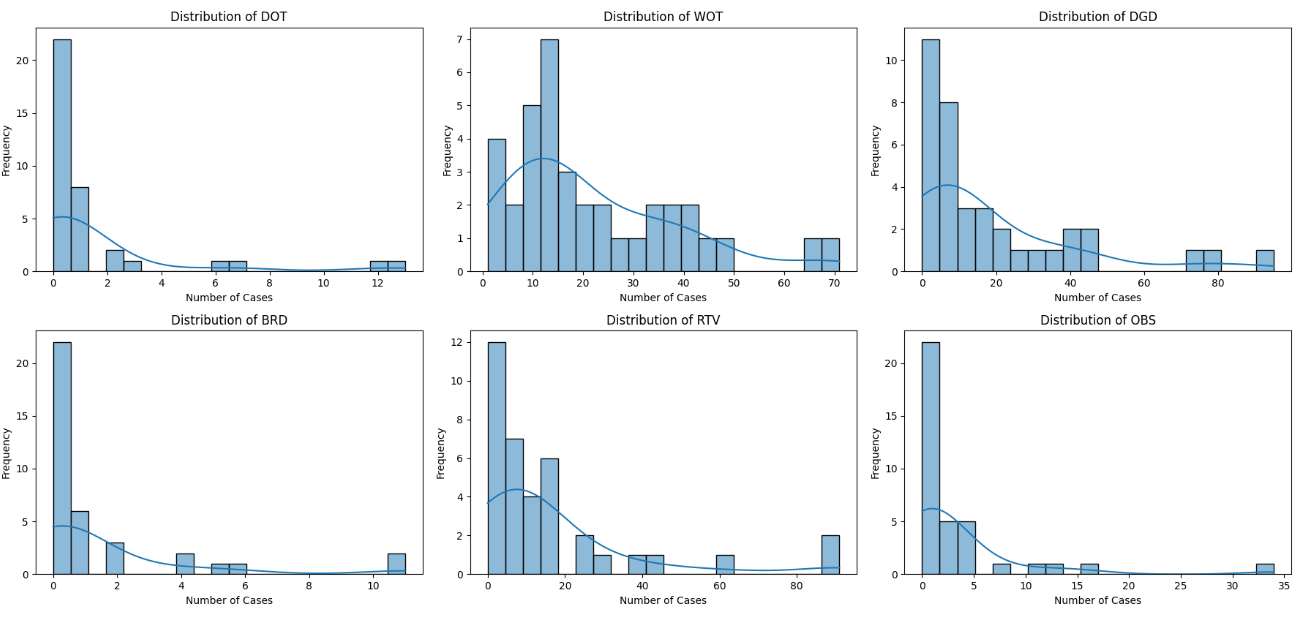 Distribution of DOT
Distribution of WOT
Distribution of DGD
Frequency
20
15
10
5
0
0 2 4 6 8 10 12
Number of Cases
Frequency
7
6
5
4
3
2
1
0
0 10 20 30 40 50 60 70
Number of Cases
Frequency
10
8
6
4
2
0
0 20 40 60 80
Number of Cases
Distribution of BRD
Distribution of RTV
Distribution of OBS
Frequency
20
15
10
5
0
0 2 4 6 8 10
Number of Cases
Frequency
12
10
8
6
4
2
0
0 20 40 60 80
Number of Cases
Frequency
20
15
10
5
0
0 5 10 15 20 25 30 35
Number of Cases